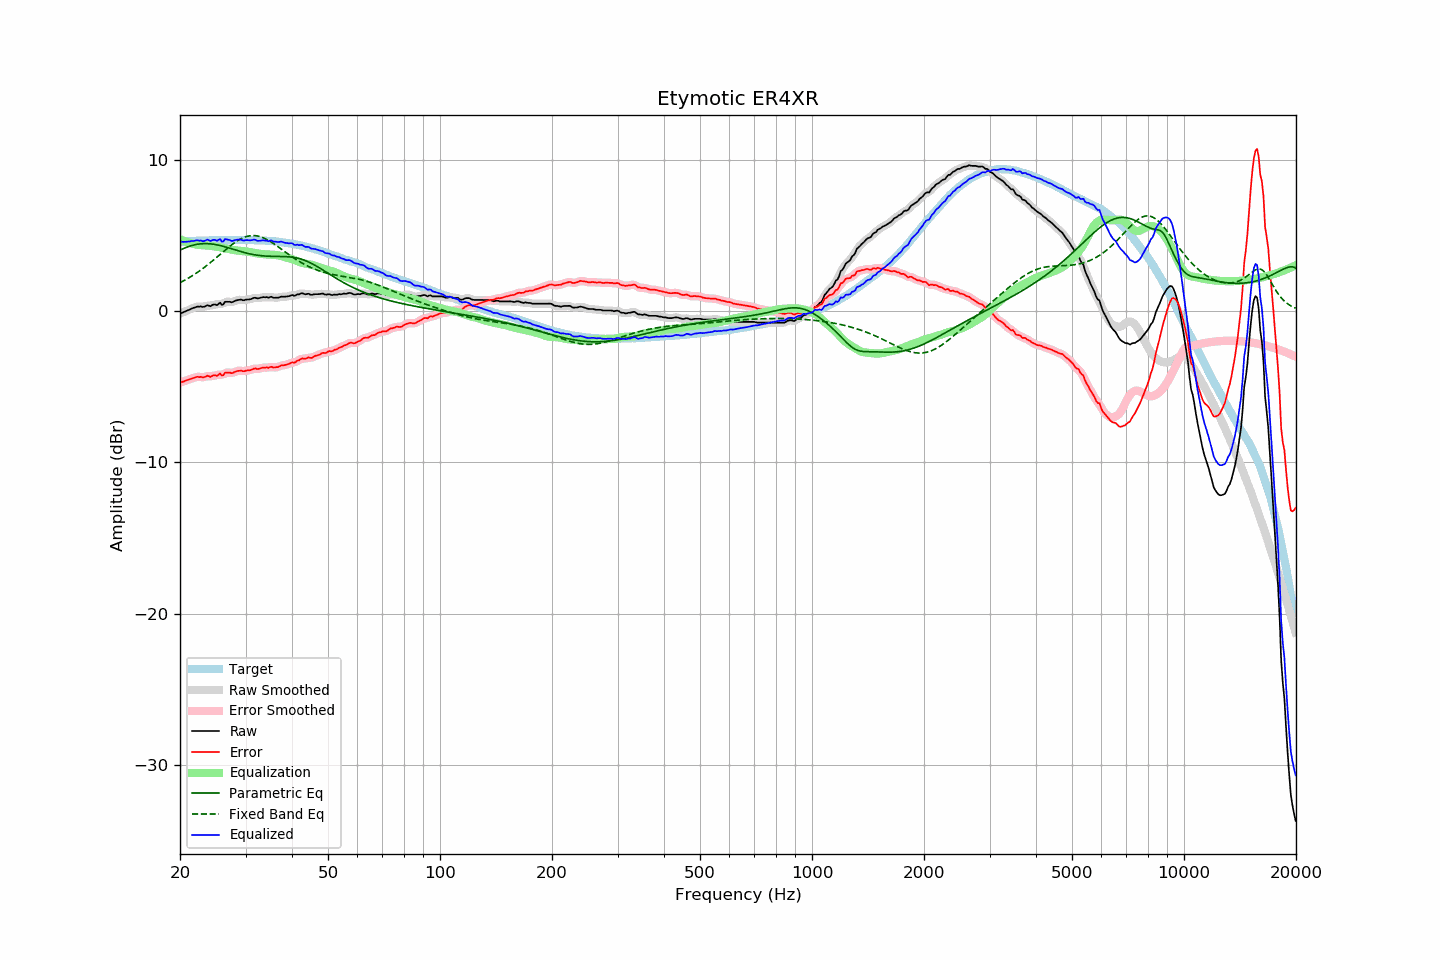 Etymotic ER4XR
10
0
−10
−20
−30
Amplitude (dBr)
Target
Raw Smoothed
Error Smoothed
Raw
Error
Equalization
Parametric Eq
Fixed Band Eq
Equalized
20 50 100 200 500 1000 2000 5000 10000 20000
Frequency (Hz)